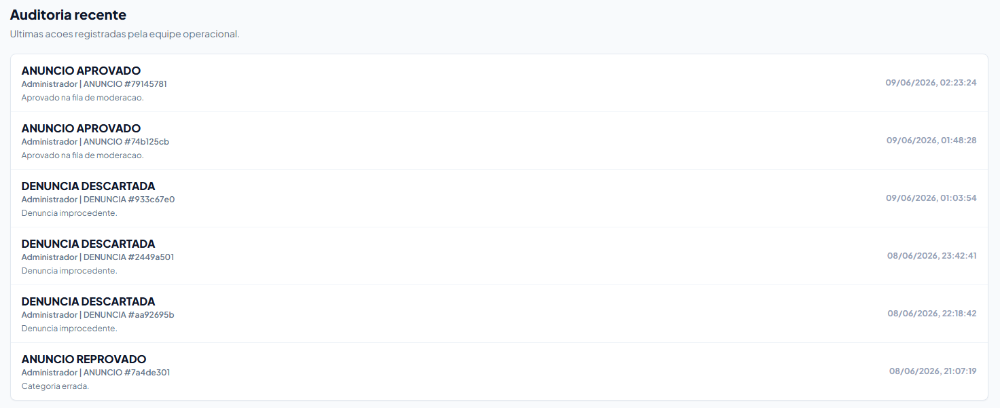 Auditoria recente
Ultimas acoes registradas pela equipe operacional.
ANUNCIO APROVADO
Administrador | ANUNCIO #79145781
Aprovado na fila de moderacao.
09/06/2026, 02:23:24
ANUNCIO APROVADO
Administrador | ANUNCIO #74b125cb
Aprovado na fila de moderacao.
09/06/2026, 01:48:28
DENUNCIA DESCARTADA
Administrador | DENUNCIA #933c67e0
Denuncia improcedente.
09/06/2026, 01:03:54
DENUNCIA DESCARTADA
Administrador | DENUNCIA #2449a501
Denuncia improcedente.
08/06/2026, 23:42:41
DENUNCIA DESCARTADA
Administrador | DENUNCIA #aa92695b
Denuncia improcedente.
08/06/2026, 22:18:42
ANUNCIO REPROVADO
Administrador | ANUNCIO #7a4de301
Categoria errada.
08/06/2026, 21:07:19